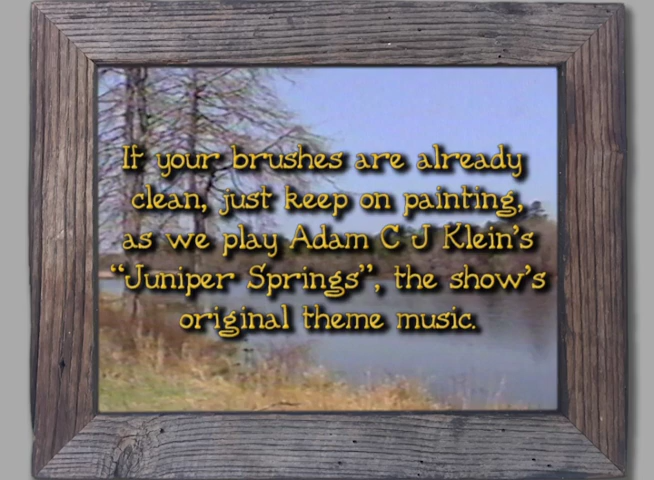 If your brushes are already
clean, just keep on painting,
as we play Adam C J Klein's
"Juniper Springs", the show's
original theme music.